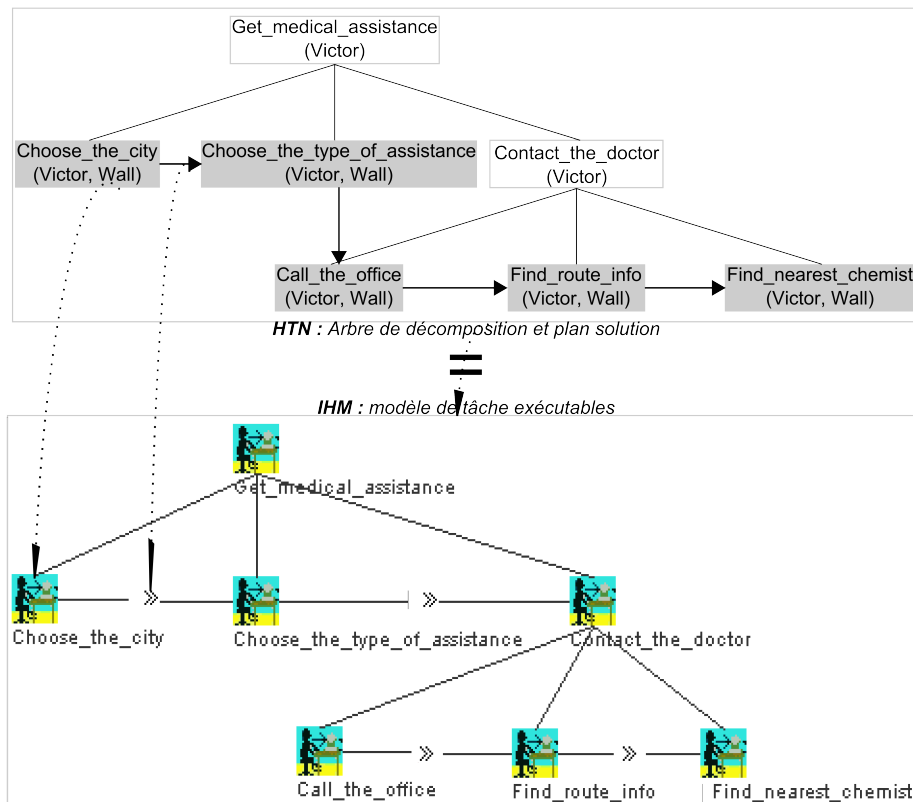 Get_medical_assistance
(Victor)
Choose_the_city
(Victor, Wall)
Choose_the_type_of_assistance
(Victor, Wall)
Contact_the_doctor
(Victor)
Call_the_office
(Victor, Wall)
Find_route_info
(Victor, Wall)
Find_nearest_chemist
(Victor, Wall)
HTN : Arbre de décomposition et plan solution
IHM : modèle de tâche exécutables
Get_medical_assistance
Choose_the_city
Choose_the_type_of_assistance
Contact_the_doctor
Call_the_office
Find_route_info
Find_nearest_chemist